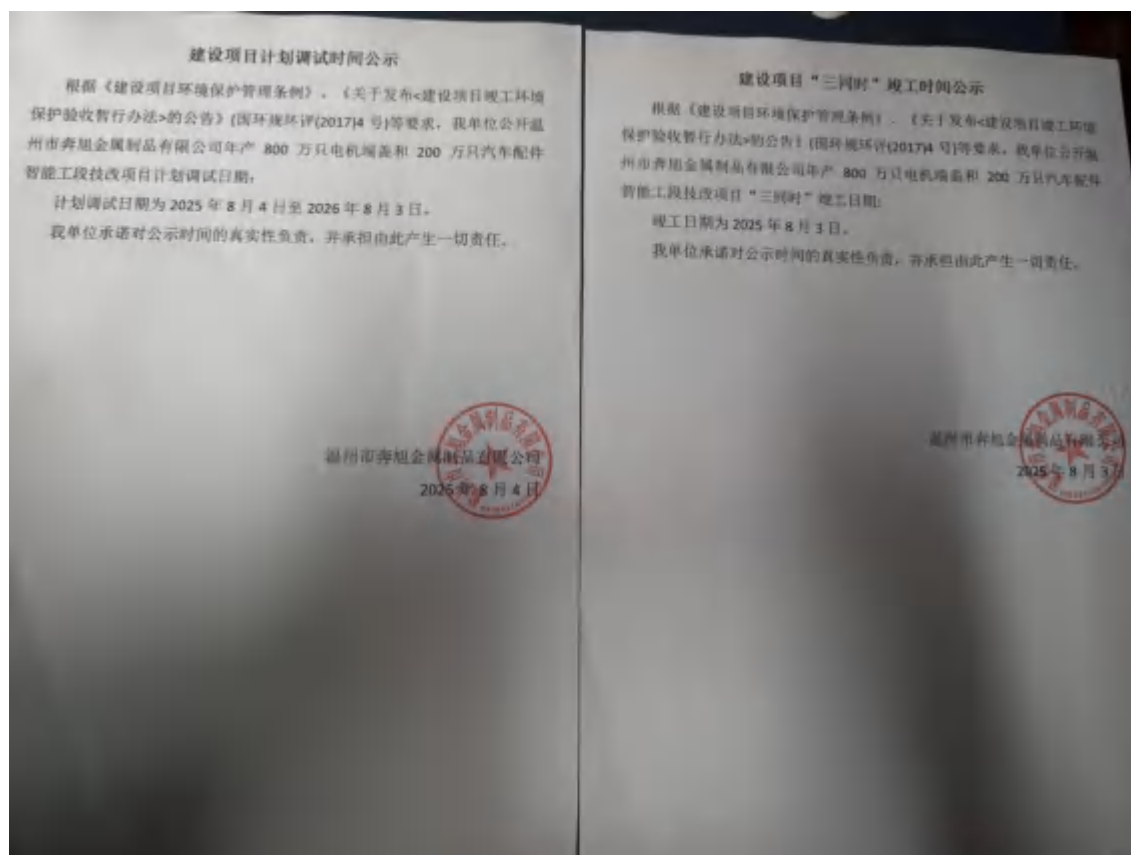 建设项目计划调试时间公示
根据《建设项目环境保护管理条例》、《关于发布<建设项目竣工环境
保护验收暂行办法>的公告》(国环规环评(2017)4 号)等要求，我单位公开温
州市奔旭金属制品有限公司年产 800 万只电机端盖和 200 万只汽车配件
智能工段技改项目计划调试日期：
计划调试日期为 2025 年 8 月 4 日至 2026 年 8 月 3 日。
我单位承诺对公示时间的真实性负责，并承担由此产生一切责任。
温州市奔旭金属制品有限公司
2025 年 8 月 4 日
建设项目“三同时”竣工时间公示
根据《建设项目环境保护管理条例》、《关于发布<建设项目竣工环境
保护验收暂行办法>的公告》(国环规环评(2017)4 号)等要求，我单位公开温
州市奔旭金属制品有限公司年产 800 万只电机端盖和 200 万只汽车配件
智能工段技改项目“三同时”竣工日期：
竣工日期为 2025 年 8 月 3 日。
我单位承诺对公示时间的真实性负责，并承担由此产生一切责任。
温州市奔旭金属制品有限公司
2025 年 8 月 3 日